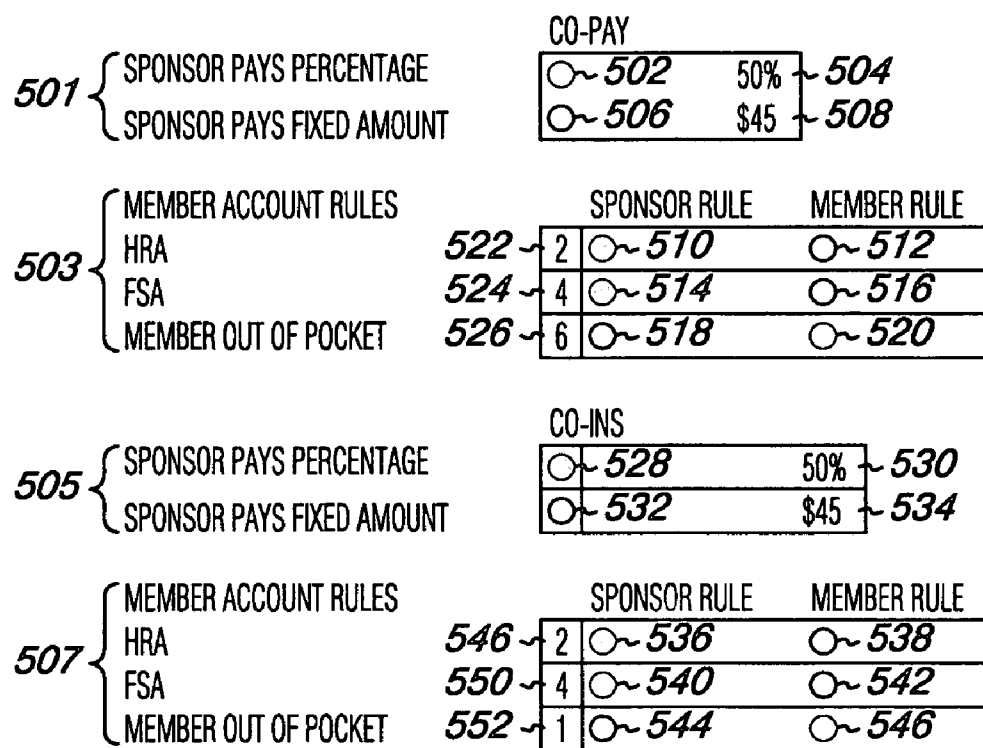 CO-PAY
501 SPONSOR PAYS PERCENTAGE 502 50% 504
SPONSOR PAYS FIXED AMOUNT 506 $45 508
MEMBER ACCOUNT RULES SPONSOR RULE MEMBER RULE
503 HRA 522 2 510 512
FSA 524 4 514 516
MEMBER OUT OF POCKET 526 6 518 520
CO-INS
505 SPONSOR PAYS PERCENTAGE 528 50% 530
SPONSOR PAYS FIXED AMOUNT 532 $45 534
MEMBER ACCOUNT RULES SPONSOR RULE MEMBER RULE
507 HRA 546 2 536 538
FSA 550 4 540 542
MEMBER OUT OF POCKET 552 1 544 546